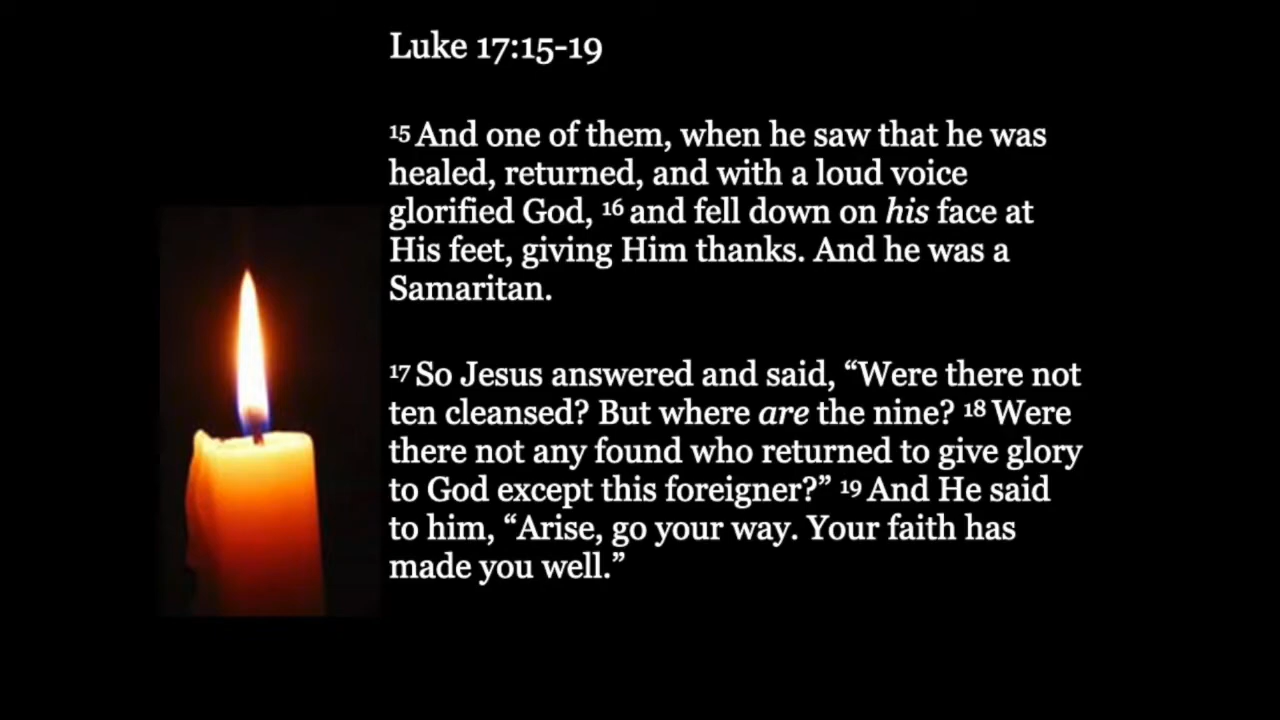 Luke 17:15-19
15 And one of them, when he saw that he was
healed, returned, and with a loud voice
glorified God, 16 and fell down on his face at
His feet, giving Him thanks. And he was a
Samaritan.
17 So Jesus answered and said, “Were there not
ten cleansed? But where are the nine? 18 Were
there not any found who returned to give glory
to God except this foreigner?” 19 And He said
to him, “Arise, go your way. Your faith has
made you well.”